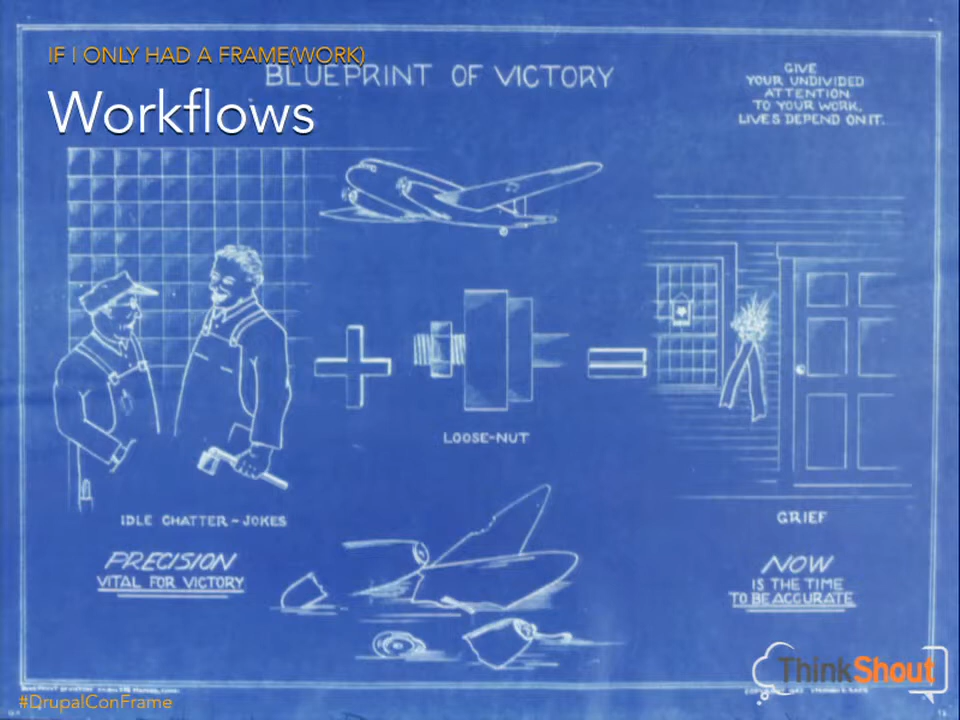 IF I ONLY HAD A FRAME(WORK)
BLUEPRINT OF VICTORY
Workflows
GIVE
YOUR UNDIVIDED
ATTENTION
TO YOUR WORK.
LIVES DEPEND ON IT.
LOOSE-NUT
IDLE CHATTER - JOKES
GRIEF
PRECISION
VITAL FOR VICTORY
NOW
IS THE TIME
TO BE ACCURATE
ThinkShout
#DrupalConFrame